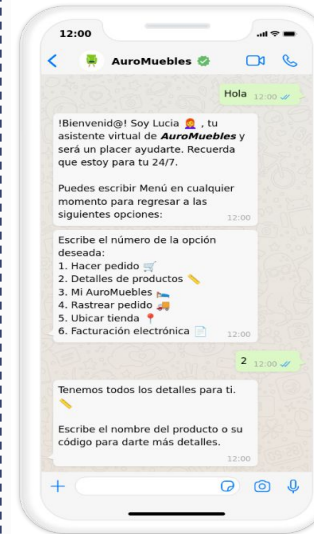 12:00
AuroMuebles
Hola 12:00
!Bienvenid@! Soy Lucia 👩‍🦰 , tu
asistente virtual de AuroMuebles y
será un placer ayudarte. Recuerda
que estoy para tu 24/7.
Puedes escribir Menú en cualquier
momento para regresar a las
siguientes opciones:
12:00
Escribe el número de la opción
deseada:
1. Hacer pedido 🛒
2. Detalles de productos 📏
3. Mi AuroMuebles 🛌
4. Rastrear pedido 🚚
5. Ubicar tienda 📍
6. Facturación electrónica 📄
12:00
2 12:00
Tenemos todos los detalles para ti.
📏
Escribe el nombre del producto o su
código para darte más detalles.
12:00